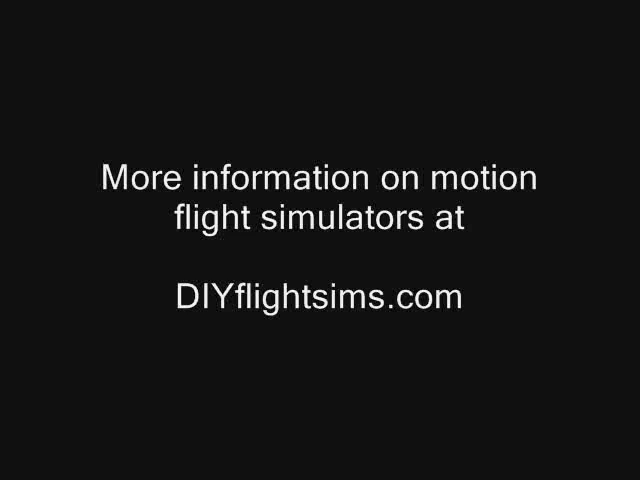 More information on motion
flight simulators at
DIYflightsims.com